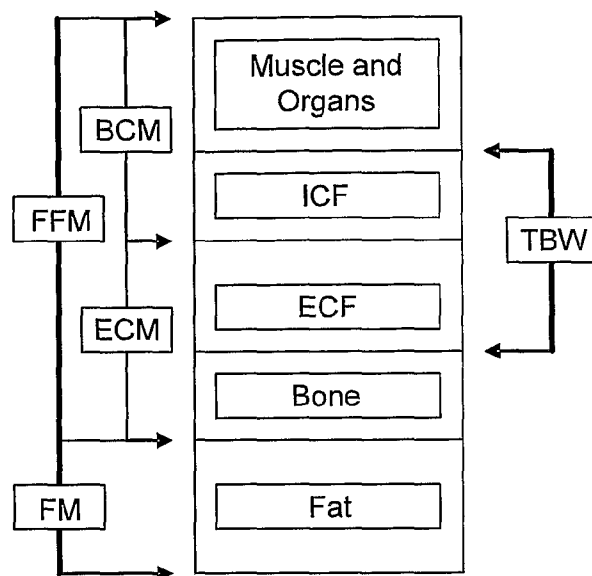 Muscle and
Organs
BCM
ICF
FFM
TBW
ECF
ECM
Bone
FM
Fat